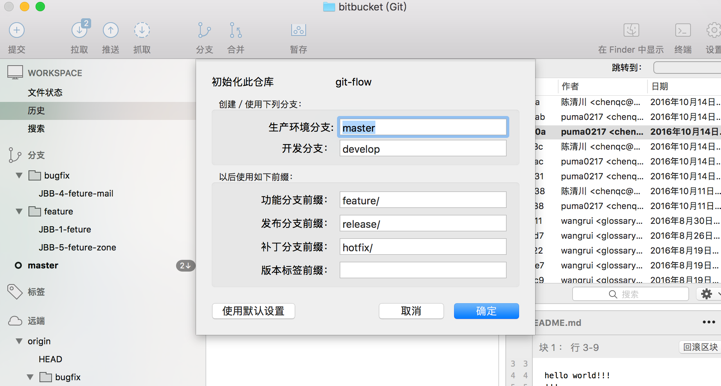 bitbucket (Git)
2
提交 拉取 推送 抓取 分支 合并 暂存 在 Finder 中显示 终端 设置
跳转到:
WORKSPACE
文件状态
历史
搜索
分支
bugfix
JBB-4-feture-mail
feature
JBB-1-feture
JBB-5-feture-zone
master 2↓
标签
远端
origin
HEAD
bugfix
初始化此仓库 git-flow
创建 / 使用下列分支:
生产环境分支: master
开发分支: develop
以后使用如下前缀:
功能分支前缀: feature/
发布分支前缀: release/
补丁分支前缀: hotfix/
版本标签前缀:
使用默认设置 取消 确定
作者 日期
a 陈清川 <chenqc@... 2016年10月14日...
ab puma0217 <chenq... 2016年10月14日...
0a puma0217 <chenq... 2016年10月14日...
3c 陈清川 <chenqc@... 2016年10月14日...
ac puma0217 <chenq... 2016年10月14日...
31 puma0217 <chenq... 2016年10月14日...
38 陈清川 <chenqc@... 2016年10月11日...
38 puma0217 <chenq... 2016年10月11日...
11 wangrui <glossary... 2016年8月30日...
d7 wangrui <glossary... 2016年8月26日...
22 wangrui <glossary... 2016年8月19日...
e7 wangrui <glossary... 2016年8月19日...
c9 wangrui <glossary... 2016年8月19日...
搜索
EADME.md
块 1： 行 3-9 回滚区块
3 3
4 4 hello world!!!